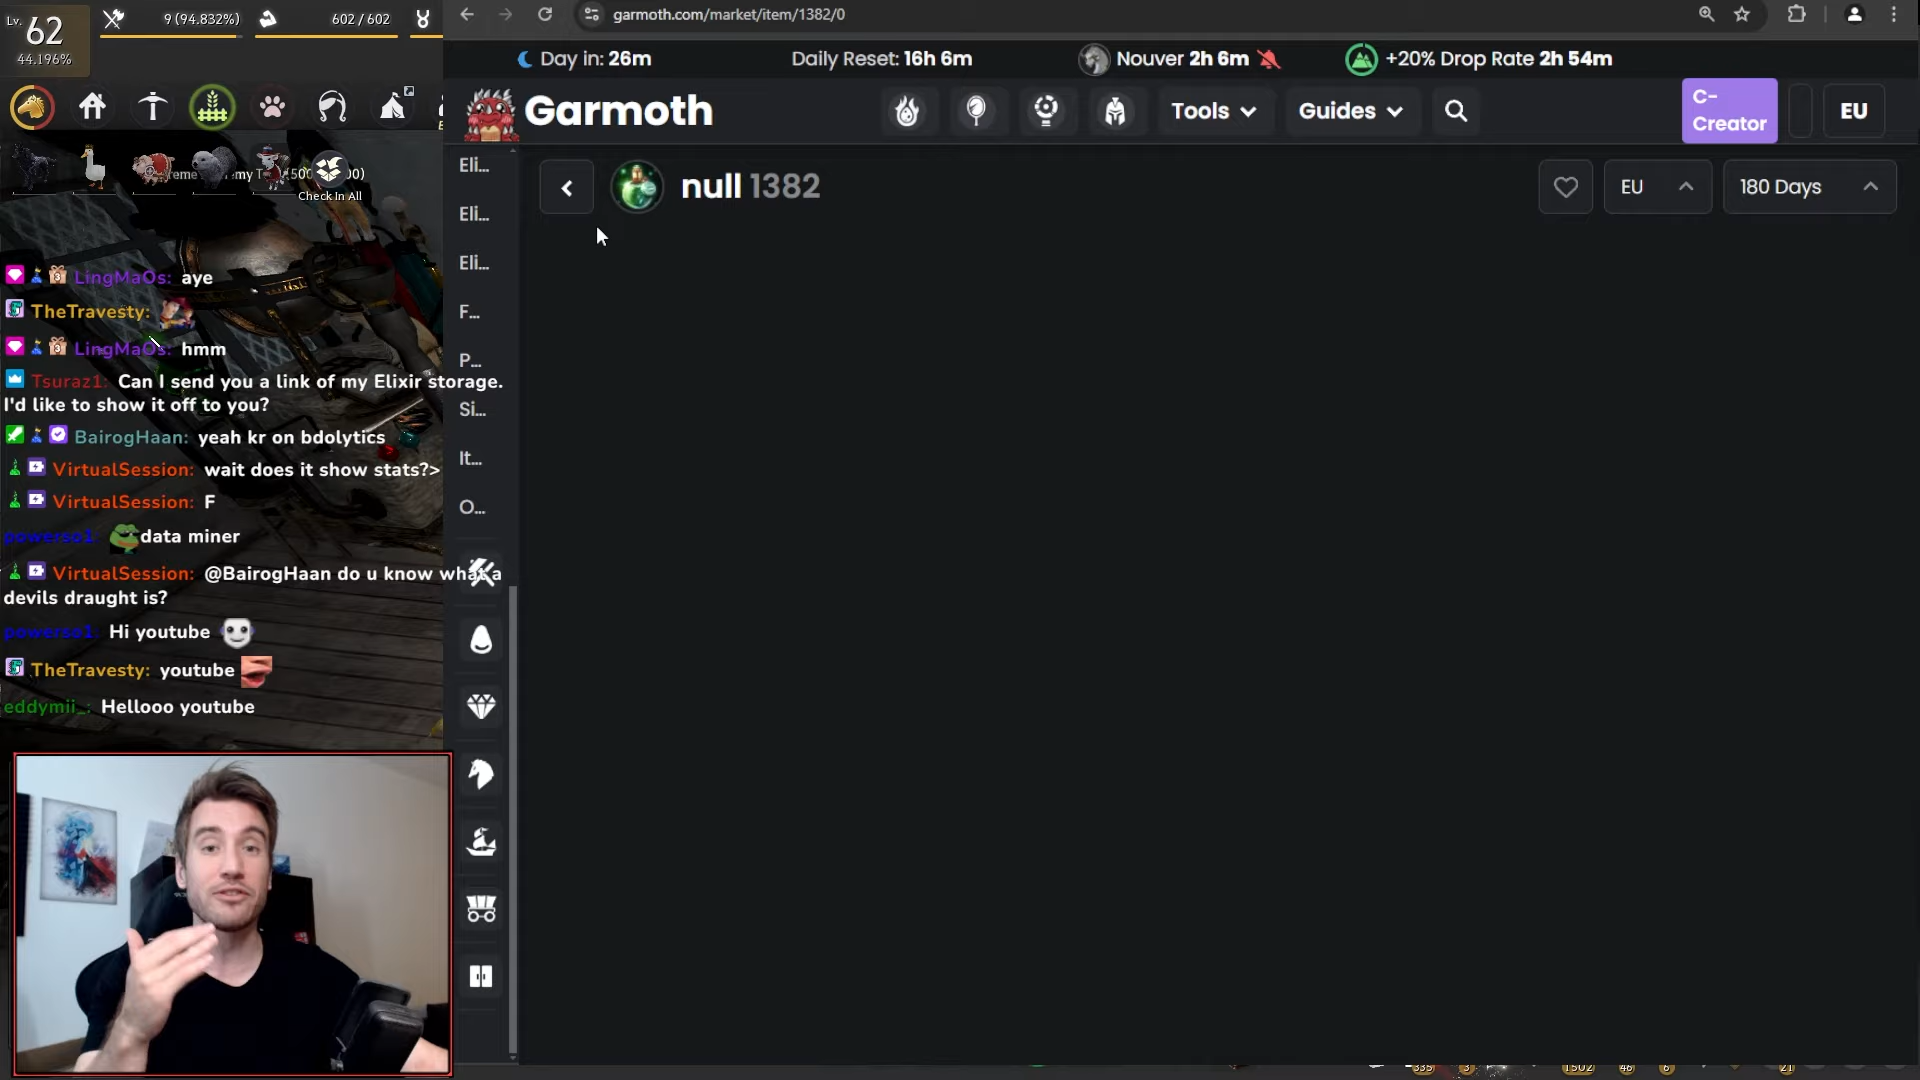 Lv. 62
44.196%
9 (94.832%)
602 / 602
garmoth.com/market/item/1382/0
Day in: 26m
Daily Reset: 16h 6m
Nouver 2h 6m
+20% Drop Rate 2h 54m
Garmoth
Tools
Guides
C-
Creator
EU
Check In All
Eli...
Eli...
Eli...
F...
P...
Si...
It...
O...
null 1382
EU
180 Days
LingMaOs: aye
TheTravesty:
LingMaOs: hmm
Tsuraz1: Can I send you a link of my Elixir storage.
I'd like to show it off to you?
BairogHaan: yeah kr on bdolytics
VirtualSession: wait does it show stats?>
VirtualSession: F
powerso1: data miner
VirtualSession: @BairogHaan do u know what a
devils draught is?
powerso1: Hi youtube
TheTravesty: youtube
eddymii_: Hellooo youtube